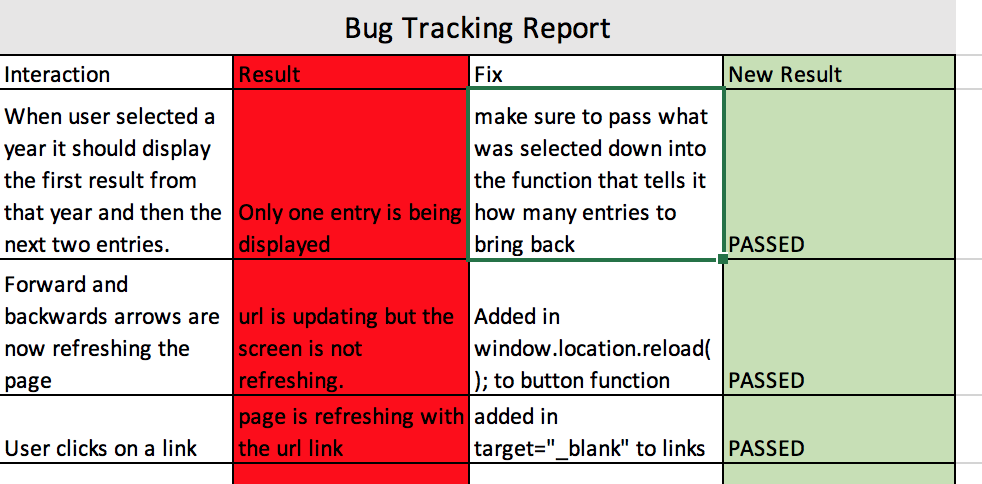 Bug Tracking Report
Interaction
Result
Fix
New Result
When user selected a
year it should display
the first result from
that year and then the
next two entries.
Only one entry is being
displayed
make sure to pass what
was selected down into
the function that tells it
how many entries to
bring back
PASSED
Forward and
backwards arrows are
now refreshing the
page
url is updating but the
screen is not
refreshing.
Added in
window.location.reload(
); to button function
PASSED
User clicks on a link
page is refreshing with
the url link
added in
target="_blank" to links
PASSED